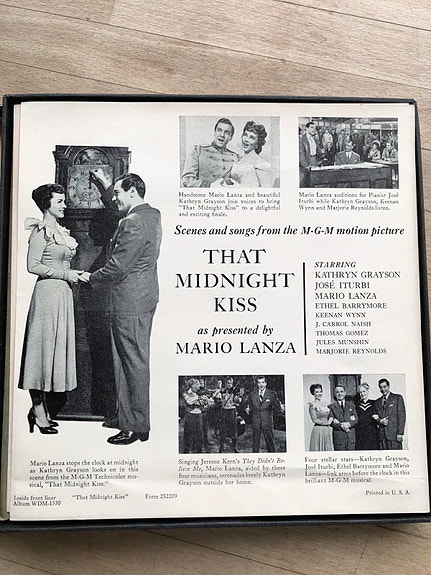 Handsome Mario Lanza and beautiful
Kathryn Grayson join voices to bring
"That Midnight Kiss" to a delightful
and exciting finale.
Mario Lanza auditions for Pianist José
Iturbi while Kathryn Grayson, Keenan
Wynn and Marjorie Reynolds listen.
Scenes and songs from the M-G-M motion picture
THAT
MIDNIGHT
KISS
as presented by
MARIO LANZA
STARRING
KATHRYN GRAYSON
JOSÉ ITURBI
MARIO LANZA
ETHEL BARRYMORE
KEENAN WYNN
J. CARROL NAISH
THOMAS GOMEZ
JULES MUNSHIN
MARJORIE REYNOLDS
Mario Lanza stops the clock at midnight
as Kathryn Grayson looks on in this
scene from the M-G-M Technicolor mu-
sical, "That Midnight Kiss."
Singing Jerome Kern's They Didn't Be-
lieve Me, Mario Lanza, aided by these
four musicians, serenades lovely Kathryn
Grayson outside her home.
Four stellar stars—Kathryn Grayson,
José Iturbi, Ethel Barrymore and Mario
Lanza—link arms before the clock in this
brilliant M-G-M musical.
Inside front liner
Album WDM-1330
"That Midnight Kiss"
Form 2S2209
Printed in U. S. A.